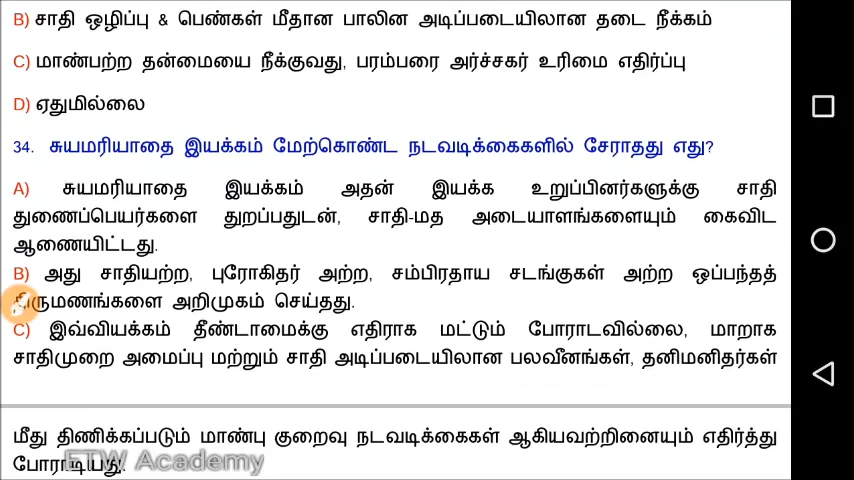 B) சாதி ஒழிப்பு & பெண்கள் மீதான பாலின அடிப்படையிலான தடை நீக்கம்
C) மாண்பற்ற தன்மையை நீக்குவது, பரம்பரை அர்ச்சகர் உரிமை எதிர்ப்பு
D) ஏதுமில்லை
34. சுயமரியாதை இயக்கம் மேற்கொண்ட நடவடிக்கைகளில் சேராதது எது?
A) சுயமரியாதை இயக்கம் அதன் இயக்க உறுப்பினர்களுக்கு சாதி
துணைப்பெயர்களை துறப்பதுடன், சாதி-மத அடையாளங்களையும் கைவிட
ஆணையிட்டது.
B) அது சாதியற்ற, புரோகிதர் அற்ற, சம்பிரதாய சடங்குகள் அற்ற ஒப்பந்தத்
திருமணங்களை அறிமுகம் செய்தது.
C) இவ்வியக்கம் தீண்டாமைக்கு எதிராக மட்டும் போராடவில்லை, மாறாக
சாதிமுறை அமைப்பு மற்றும் சாதி அடிப்படையிலான பலவீனங்கள், தனிமனிதர்கள்
மீது திணிக்கப்படும் மாண்பு குறைவு நடவடிக்கைகள் ஆகியவற்றினையும் எதிர்த்து
போராடியது.
ETW Academy